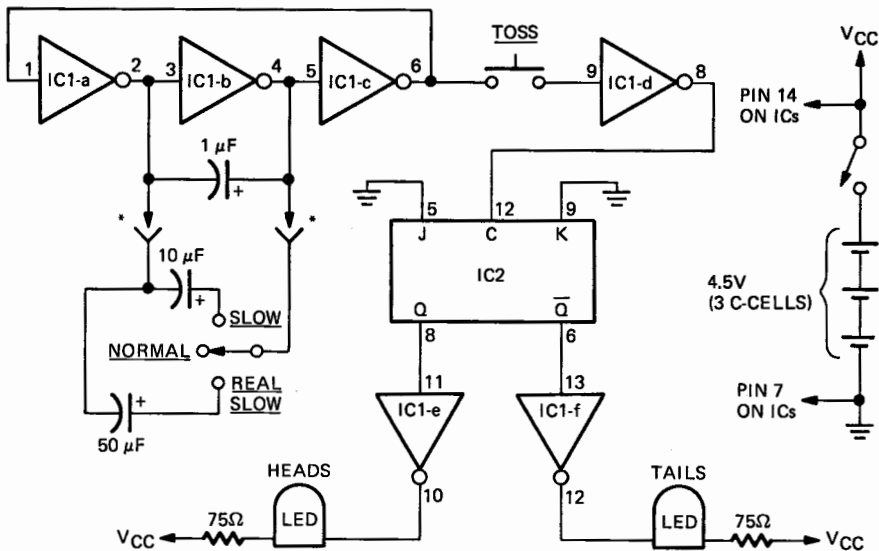 TOSS
1 IC1-a 2 3 IC1-b 4 5 IC1-c 6 9 IC1-d 8
VCC
PIN 14
ON ICs
1 µF
+
* *
10 µF
+
SLOW
NORMAL
REAL
SLOW
+
50 µF
5 12 9
J C K
IC2
Q Q̅
8 6
4.5V
(3 C-CELLS)
PIN 7
ON ICs
11 13
IC1-e IC1-f
10 12
HEADS TAILS
VCC 75Ω LED LED 75Ω VCC